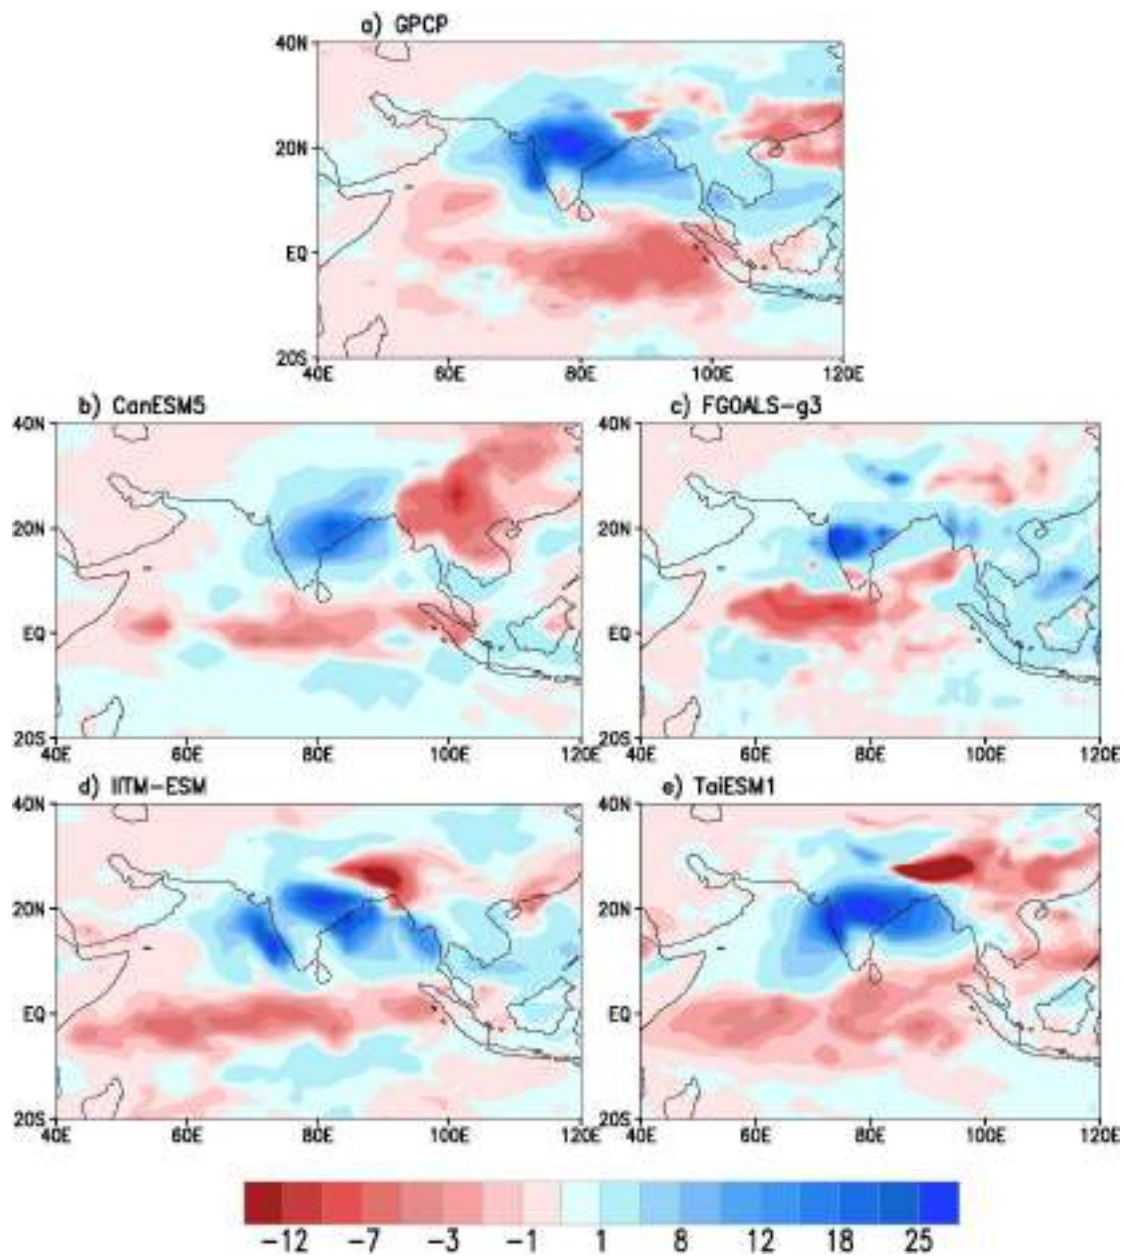 a) GPCP
40N
20N
EQ
20S
40E 60E 80E 100E 120E
b) CanESM5
40N
20N
EQ
20S
40E 60E 80E 100E 120E
c) FGOALS-g3
40N
20N
EQ
20S
40E 60E 80E 100E 120E
d) IITM-ESM
40N
20N
EQ
20S
40E 60E 80E 100E 120E
e) TaiESM1
40N
20N
EQ
20S
40E 60E 80E 100E 120E
-12 -7 -3 -1 1 8 12 18 25